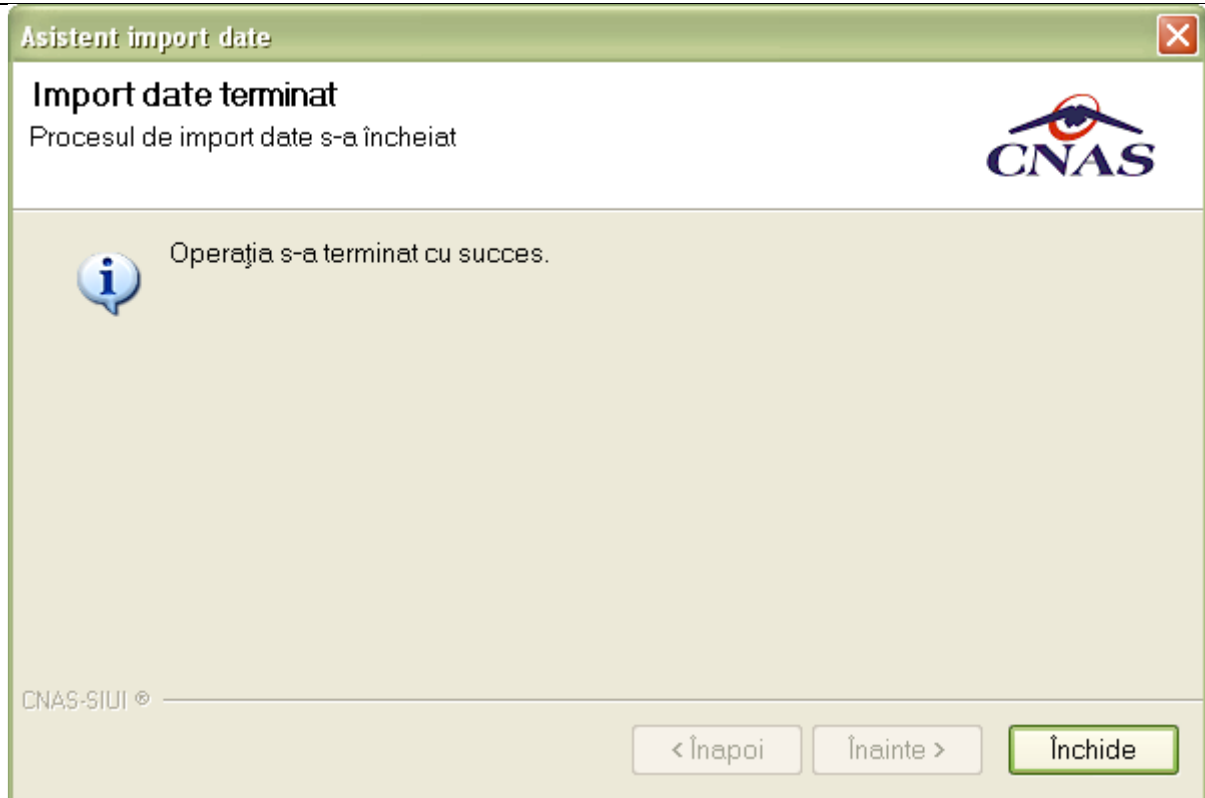 Asistent import date
Import date terminat
Procesul de import date s-a încheiat
CNAS
Operaţia s-a terminat cu succes.
CNAS-SIUI ®
< Înapoi
Înainte >
Închide